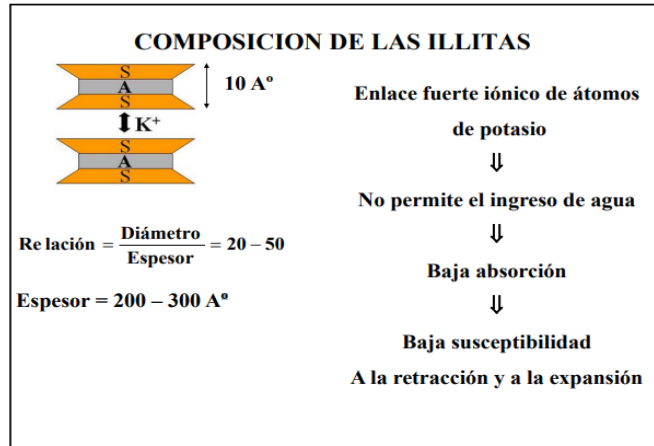 COMPOSICION DE LAS ILLITAS
S
A
S
10 Aº
K⁺
S
A
S
Re lación = Diámetro / Espesor = 20 – 50
Espesor = 200 – 300 Aº
Enlace fuerte iónico de átomos
de potasio
⇓
No permite el ingreso de agua
⇓
Baja absorción
⇓
Baja susceptibilidad
A la retracción y a la expansión